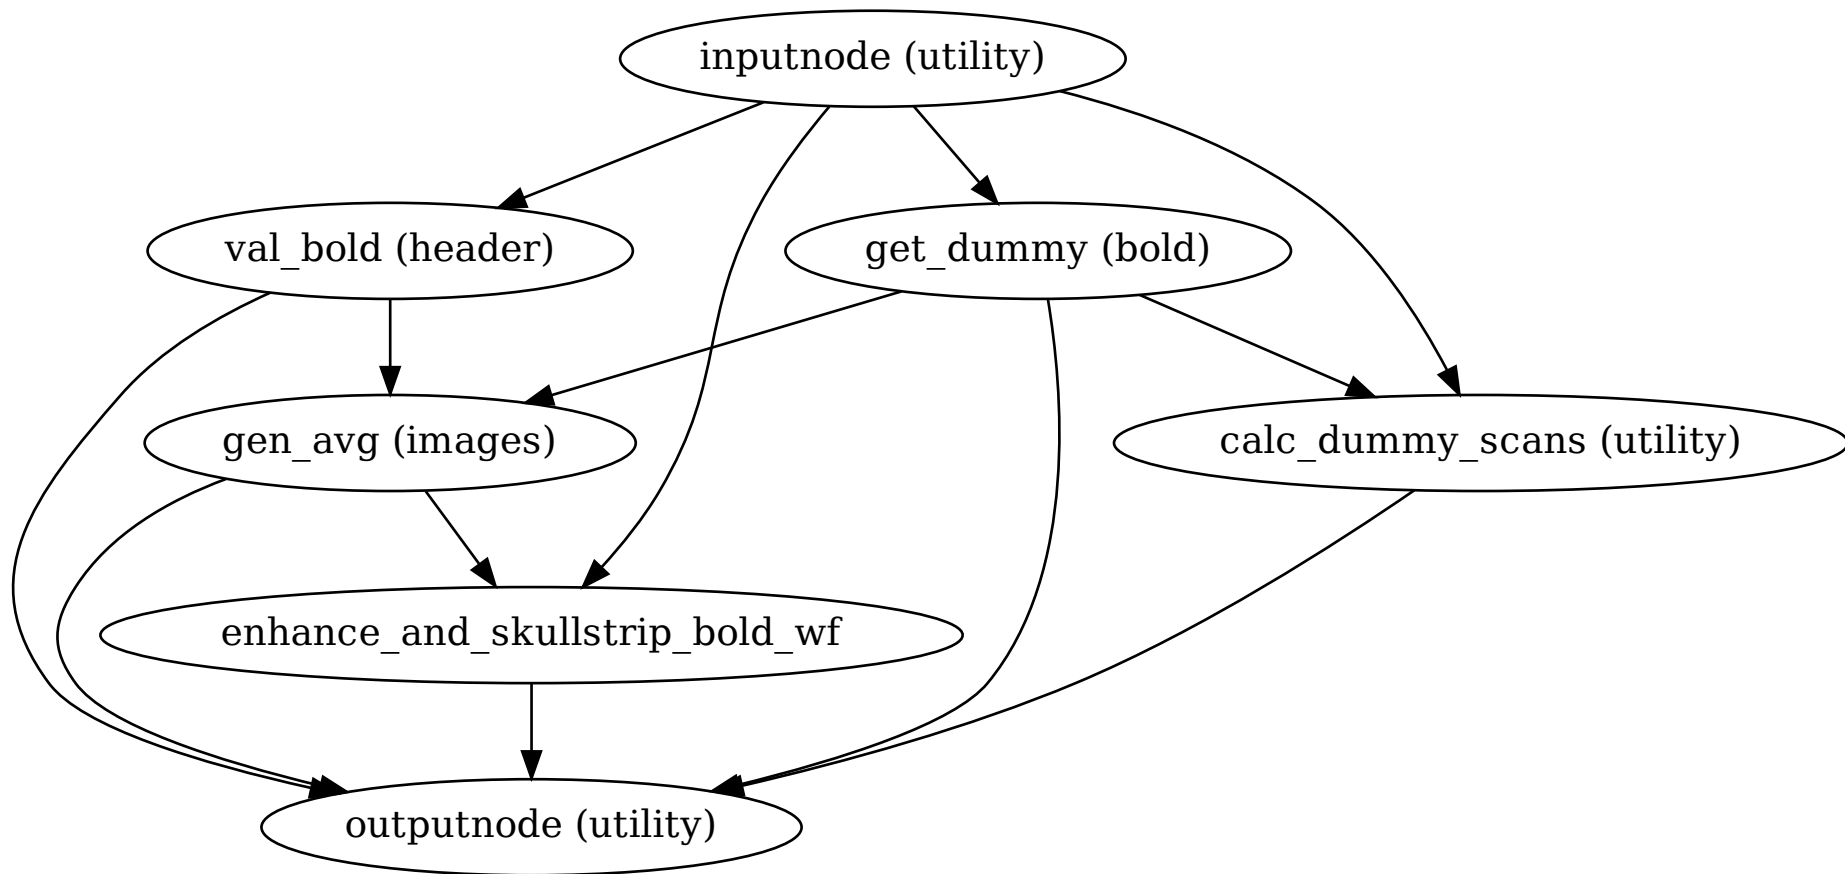 inputnode (utility)
val_bold (header)
get_dummy (bold)
gen_avg (images)
calc_dummy_scans (utility)
enhance_and_skullstrip_bold_wf
outputnode (utility)